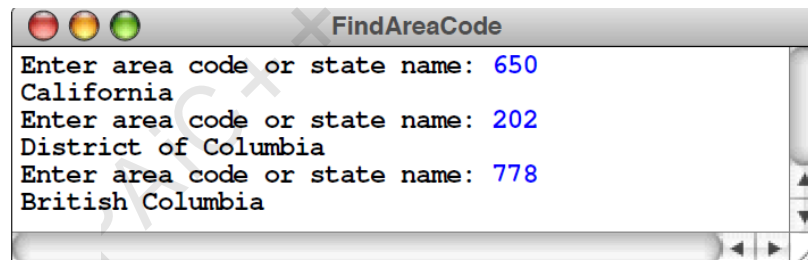 FindAreaCode
Enter area code or state name: 650
California
Enter area code or state name: 202
District of Columbia
Enter area code or state name: 778
British Columbia